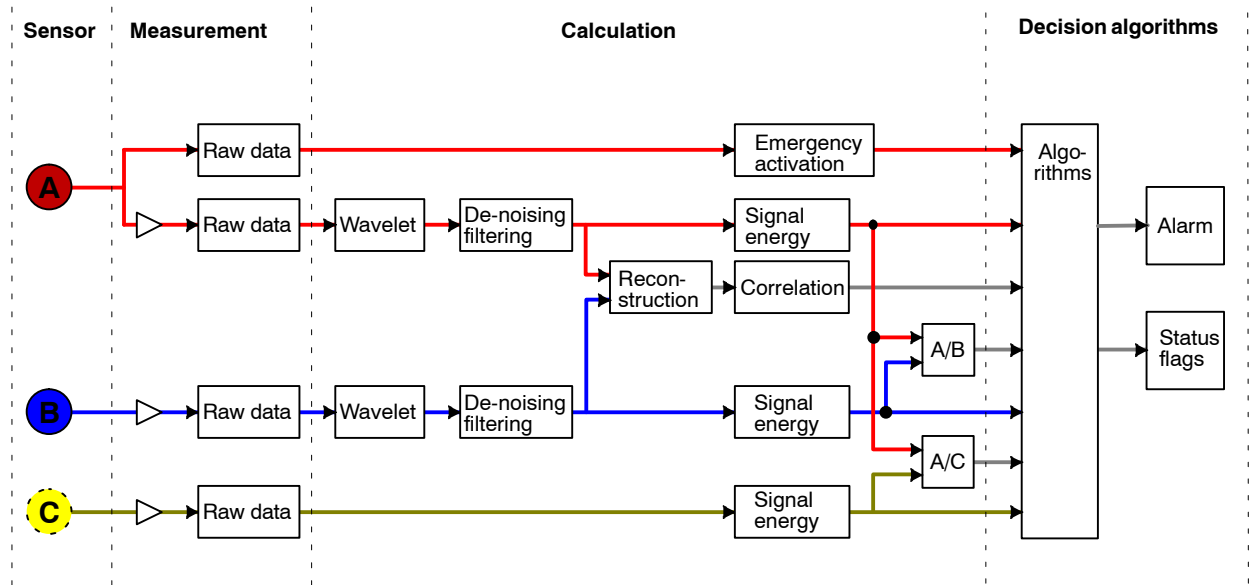 Sensor
Measurement
Calculation
Decision algorithms
A
Raw data
Emergency
activation
Algo-
rithms
Raw data
Wavelet
De-noising
filtering
Signal
energy
Alarm
Recon-
struction
Correlation
A/B
Status
flags
B
Raw data
Wavelet
De-noising
filtering
Signal
energy
A/C
C
Raw data
Signal
energy